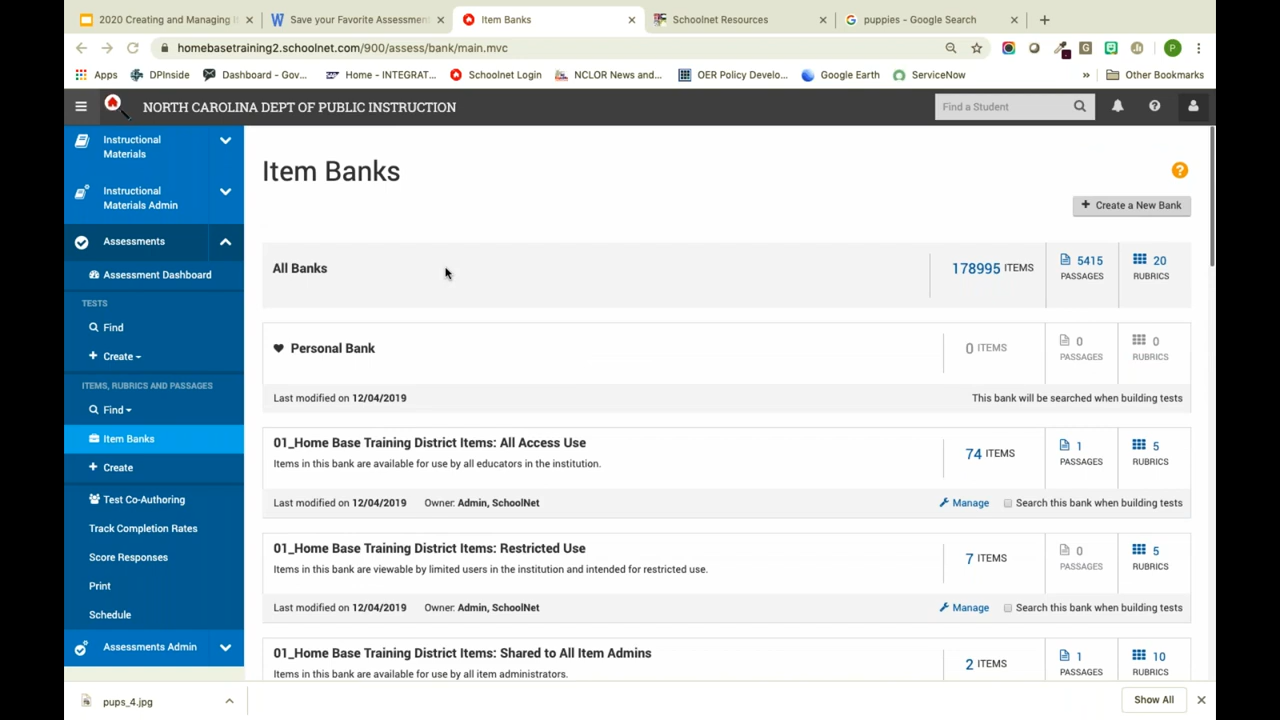 2020 Creating and Managing I
Save your Favorite Assessment
Item Banks
Schoolnet Resources
puppies - Google Search
homebasetraining2.schoolnet.com/900/assess/bank/main.mvc
P
Apps
DPInside
Dashboard - Gov...
Home - INTEGRAT...
Schoolnet Login
NCLOR News and...
OER Policy Develo...
Google Earth
ServiceNow
»
Other Bookmarks
NORTH CAROLINA DEPT OF PUBLIC INSTRUCTION
Find a Student
Instructional
Materials
Instructional
Materials Admin
Assessments
Assessment Dashboard
TESTS
Find
+ Create
ITEMS, RUBRICS AND PASSAGES
Find
Item Banks
+ Create
Test Co-Authoring
Track Completion Rates
Score Responses
Print
Schedule
Assessments Admin
Item Banks
?
+ Create a New Bank
All Banks
178995 ITEMS
5415
PASSAGES
20
RUBRICS
Personal Bank
0 ITEMS
0
PASSAGES
0
RUBRICS
Last modified on 12/04/2019
This bank will be searched when building tests
01_Home Base Training District Items: All Access Use
Items in this bank are available for use by all educators in the institution.
74 ITEMS
1
PASSAGES
5
RUBRICS
Last modified on 12/04/2019 Owner: Admin, SchoolNet
Manage
Search this bank when building tests
01_Home Base Training District Items: Restricted Use
Items in this bank are viewable by limited users in the institution and intended for restricted use.
7 ITEMS
0
PASSAGES
5
RUBRICS
Last modified on 12/04/2019 Owner: Admin, SchoolNet
Manage
Search this bank when building tests
01_Home Base Training District Items: Shared to All Item Admins
Items in this bank are available for use by all item administrators.
2 ITEMS
1
PASSAGES
10
RUBRICS
pups_4.jpg
Show All